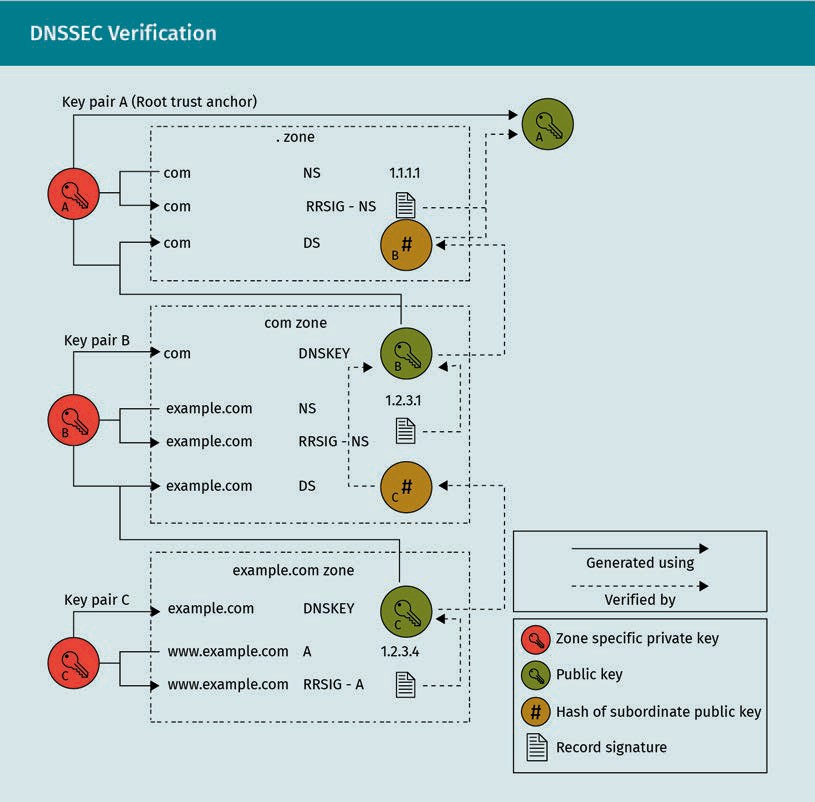 DNSSEC Verification
Key pair A (Root trust anchor)
A
. zone
com NS 1.1.1.1
A
com RRSIG - NS
com DS # B
com zone
Key pair B
com DNSKEY B
1.2.3.1
example.com NS
B
example.com RRSIG - NS
example.com DS # C
Generated using
example.com zone
Verified by
Key pair C
example.com DNSKEY C
Zone specific private key
www.example.com A 1.2.3.4
C
Public key
www.example.com RRSIG - A
# Hash of subordinate public key
Record signature